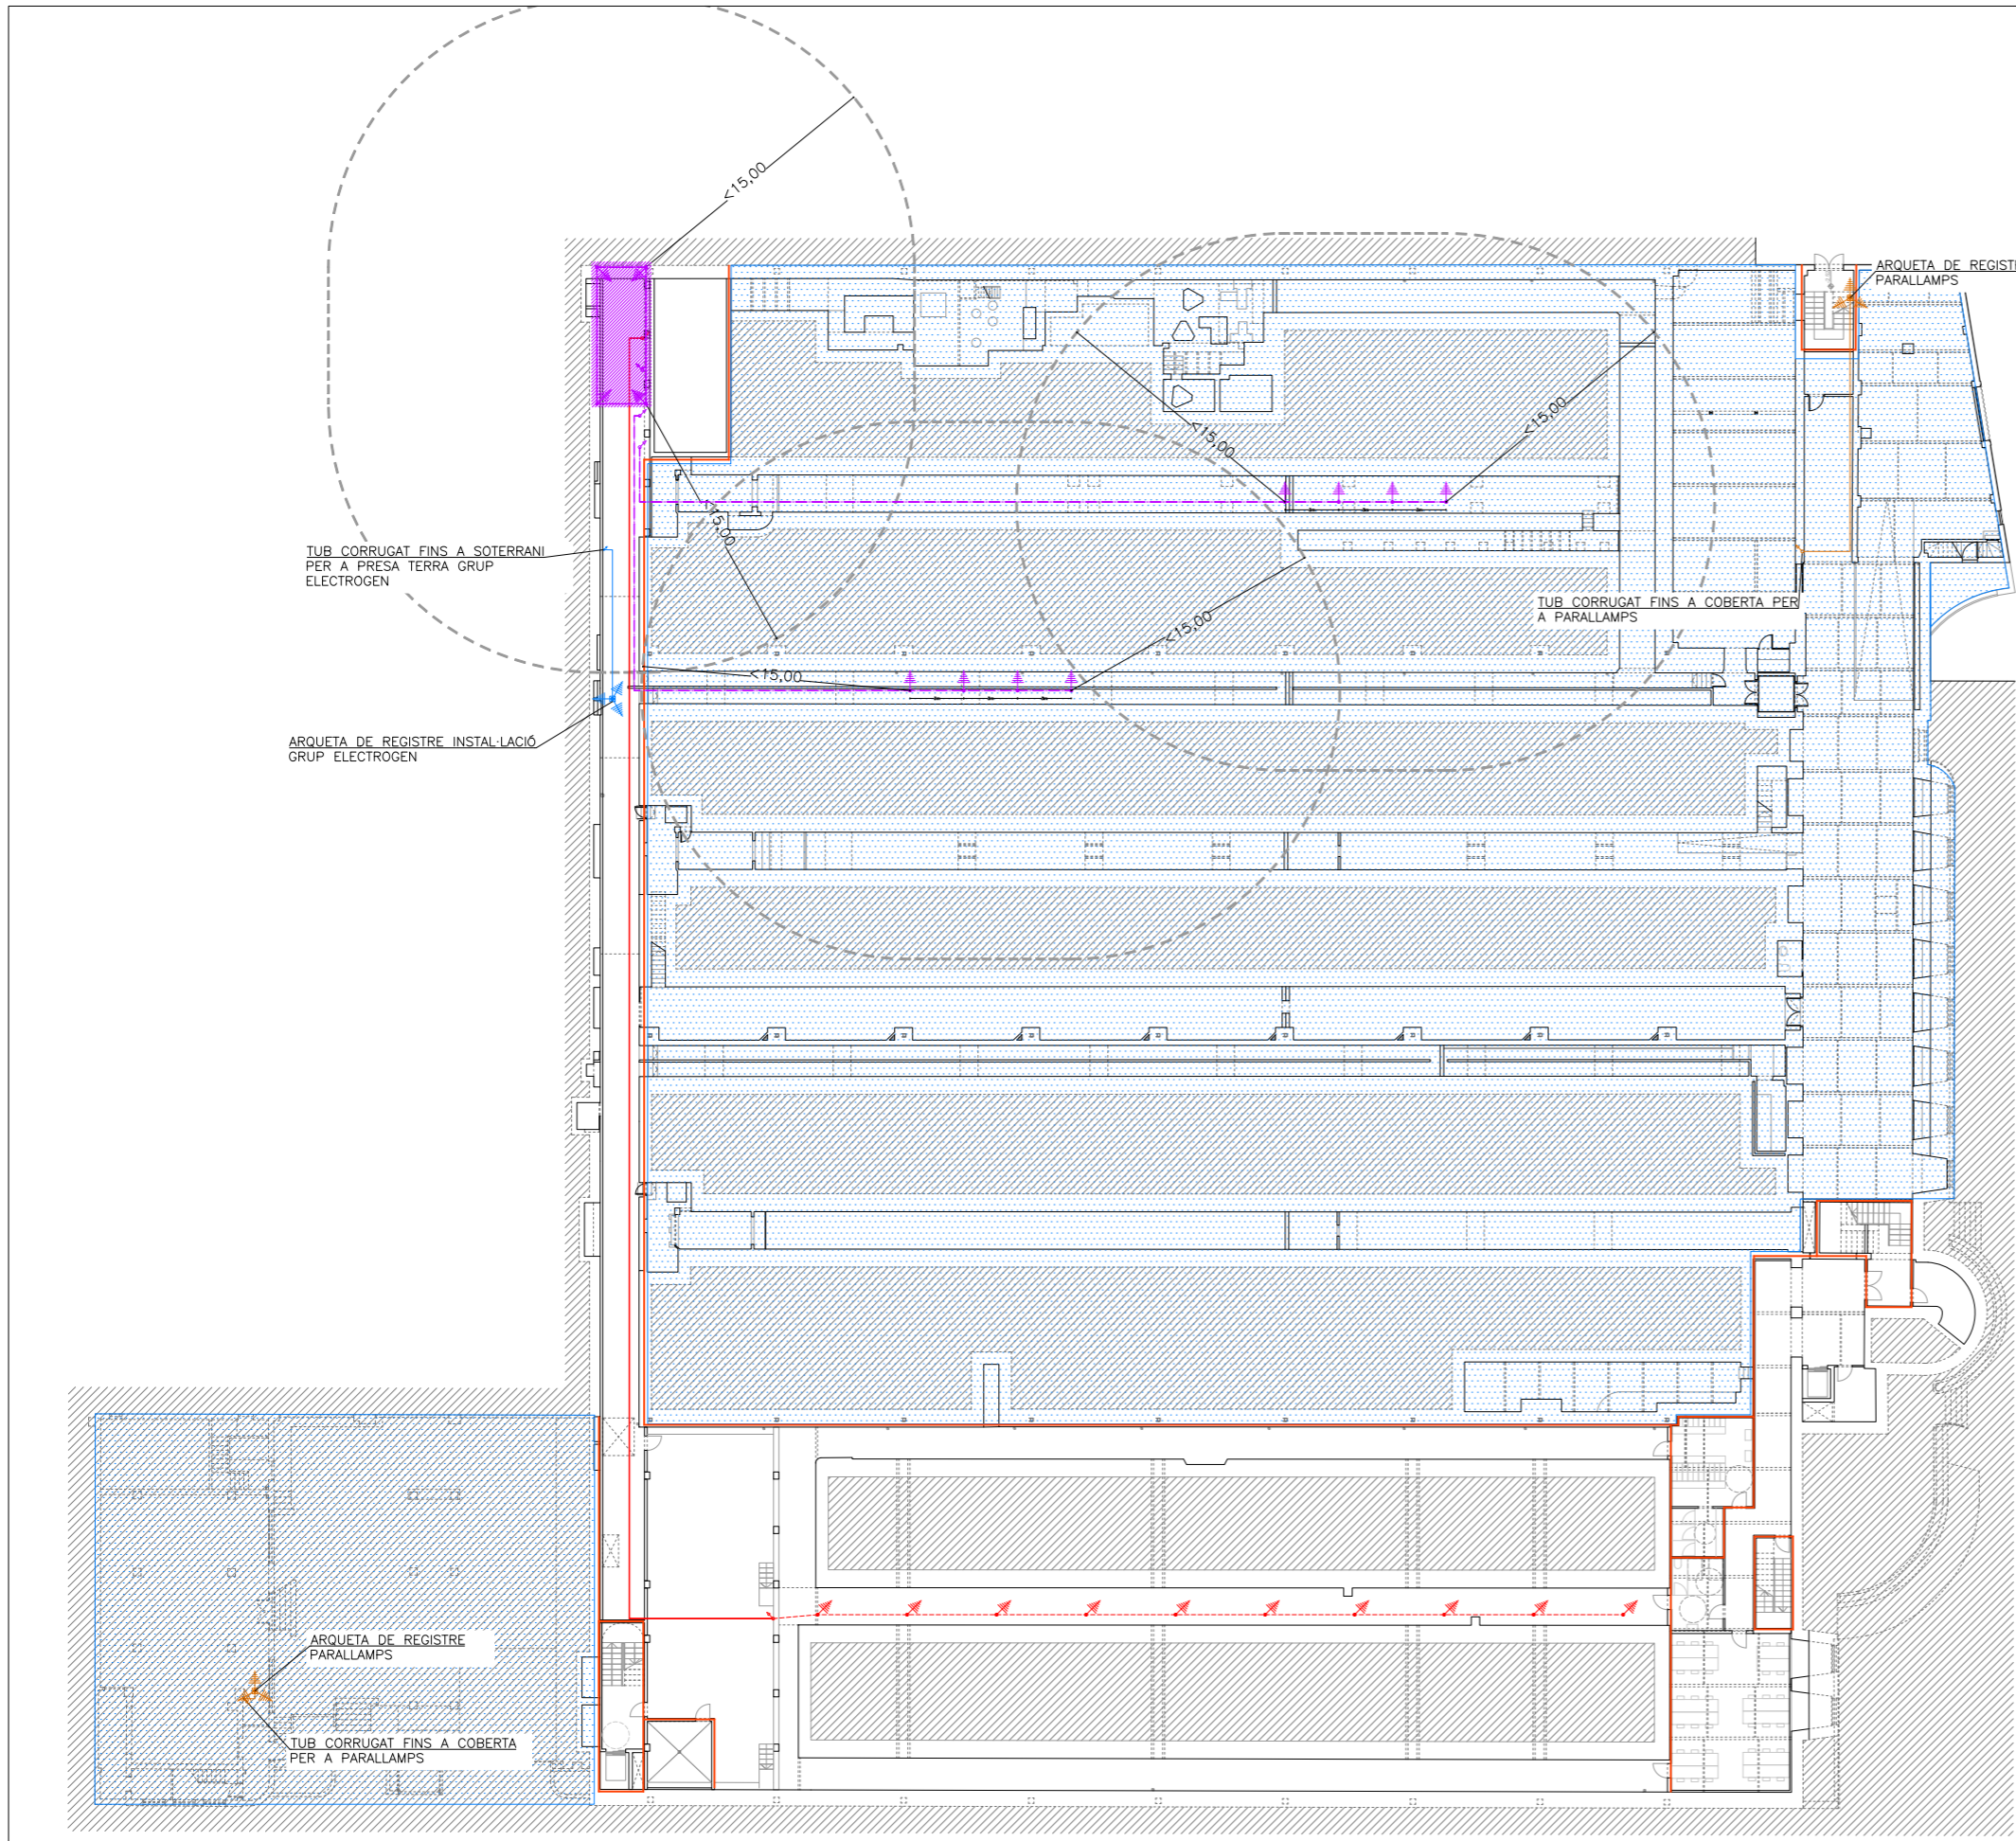 <15,00
ARQUETA DE REGISTRE
PARALLAMPS
<15,00
<15,00
<15,00
TUB CORRUGAT FINS A SOTERRANI
PER A PRESA TERRA GRUP
ELECTROGEN
TUB CORRUGAT FINS A COBERTA PER
A PARALLAMPS
<15,00
<15,00
ARQUETA DE REGISTRE INSTAL·LACIÓ
GRUP ELECTROGEN
ARQUETA DE REGISTRE
PARALLAMPS
TUB CORRUGAT FINS A COBERTA
PER A PARALLAMPS